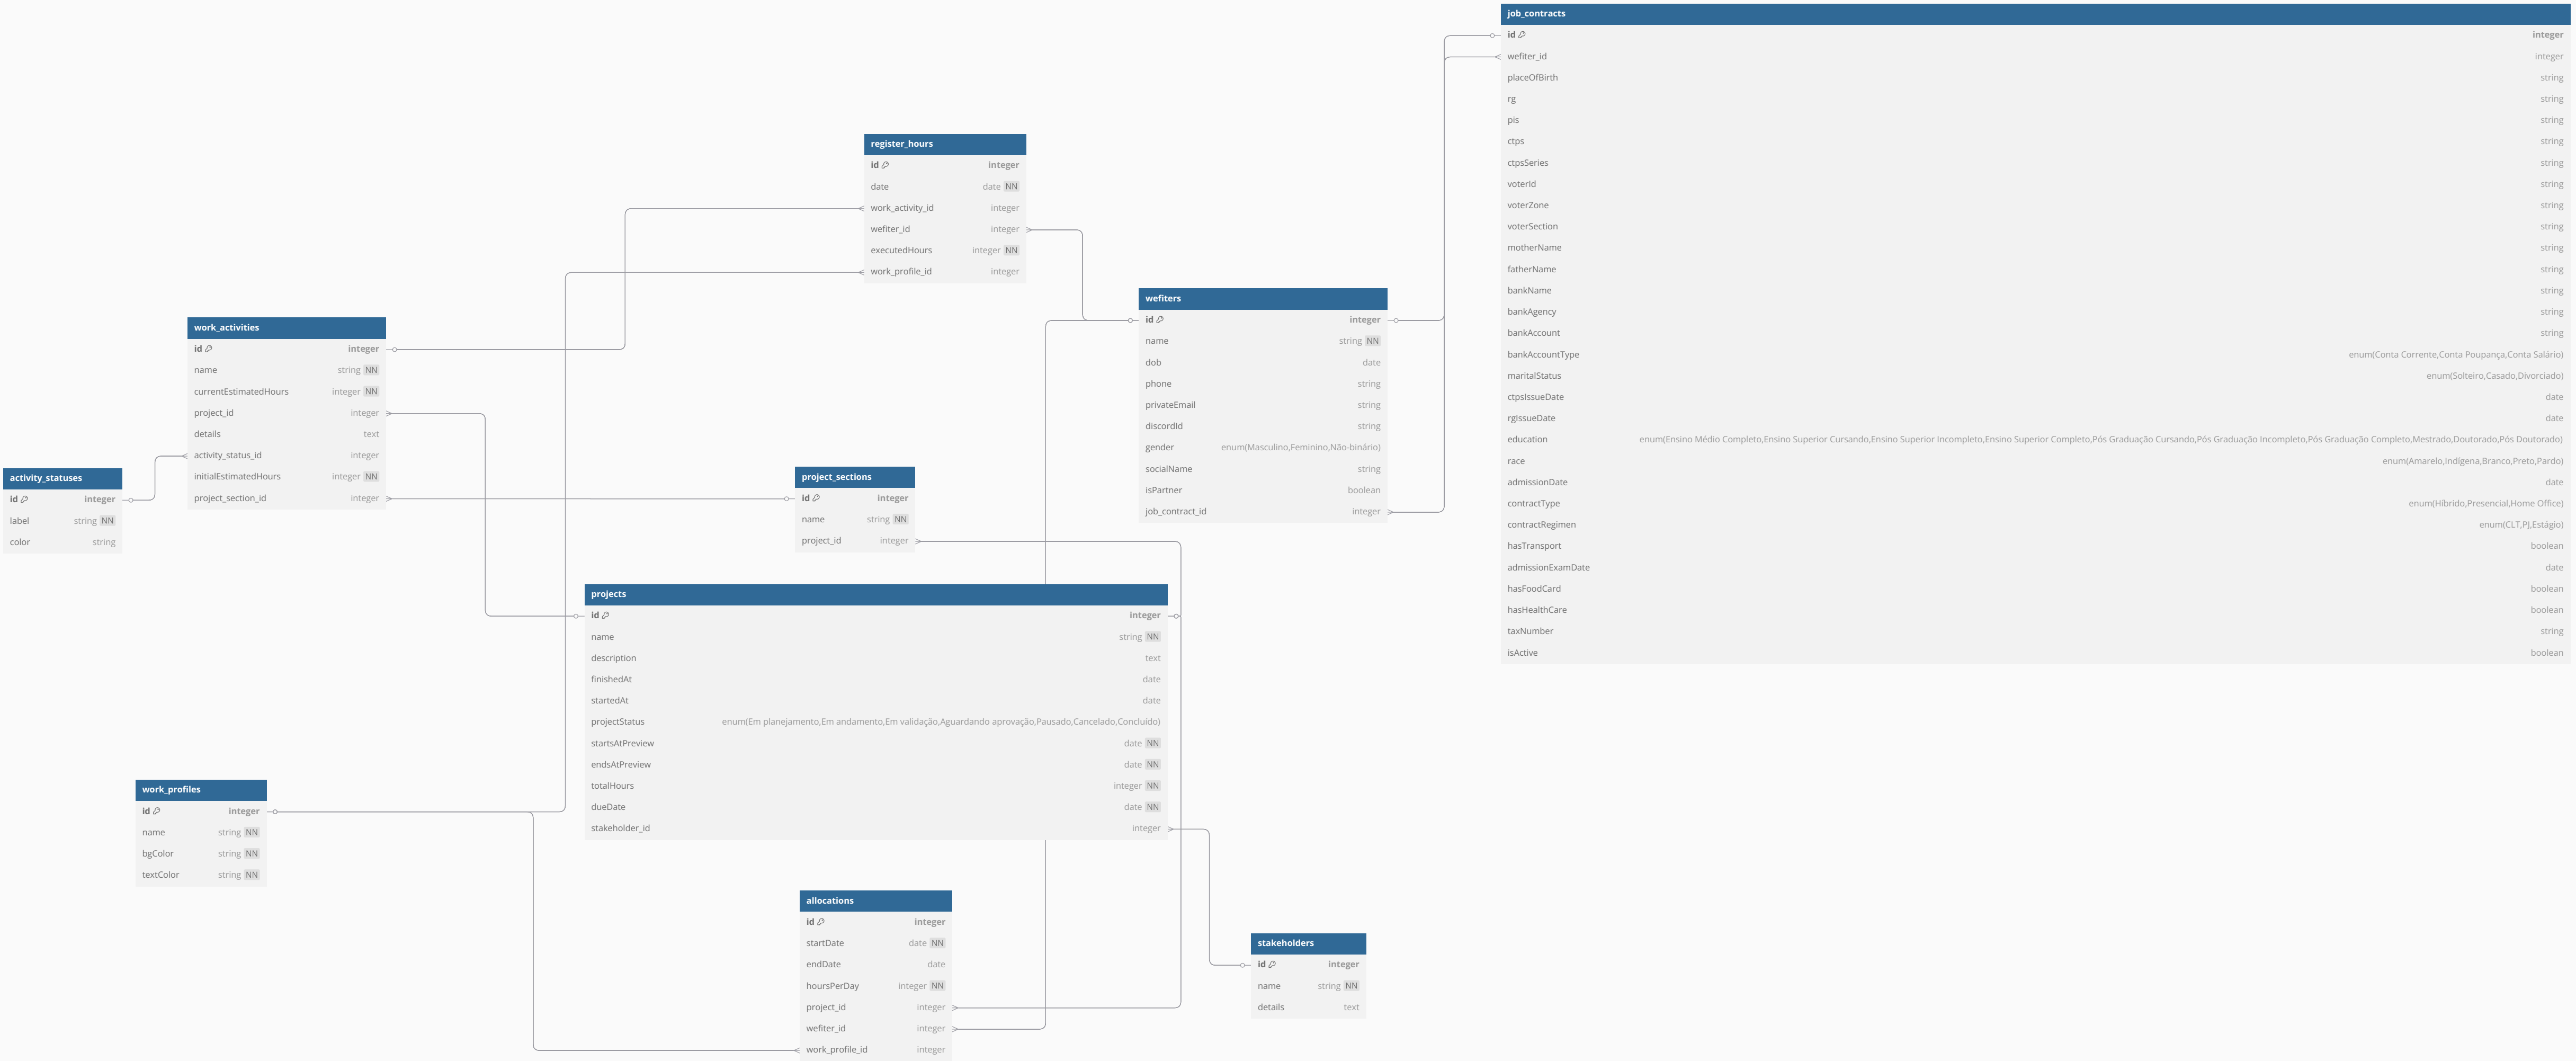 job_contracts
id integer
wefiter_id integer
placeOfBirth string
rg string
pis string
ctps string
ctpsSeries string
voterId string
voterZone string
voterSection string
motherName string
fatherName string
bankName string
bankAgency string
bankAccount string
bankAccountType enum(Conta Corrente,Conta Poupança,Conta Salário)
maritalStatus enum(Solteiro,Casado,Divorciado)
ctpsIssueDate date
rgIssueDate date
education enum(Ensino Médio Completo,Ensino Superior Cursando,Ensino Superior Incompleto,Ensino Superior Completo,Pós Graduação Cursando,Pós Graduação Incompleto,Pós Graduação Completo,Mestrado,Doutorado,Pós Doutorado)
race enum(Amarelo,Indígena,Branco,Preto,Pardo)
admissionDate date
contractType enum(Híbrido,Presencial,Home Office)
contractRegimen enum(CLT,PJ,Estágio)
hasTransport boolean
admissionExamDate date
hasFoodCard boolean
hasHealthCare boolean
taxNumber string
isActive boolean
register_hours
id integer
date date NN
work_activity_id integer
wefiter_id integer
executedHours integer NN
work_profile_id integer
wefiters
id integer
name string NN
dob date
phone string
privateEmail string
discordId string
gender enum(Masculino,Feminino,Não-binário)
socialName string
isPartner boolean
job_contract_id integer
work_activities
id integer
name string NN
currentEstimatedHours integer NN
project_id integer
details text
activity_status_id integer
initialEstimatedHours integer NN
project_section_id integer
activity_statuses
id integer
label string NN
color string
project_sections
id integer
name string NN
project_id integer
projects
id integer
name string NN
description text
finishedAt date
startedAt date
projectStatus enum(Em planejamento,Em andamento,Em validação,Aguardando aprovação,Pausado,Cancelado,Concluído)
startsAtPreview date NN
endsAtPreview date NN
totalHours integer NN
dueDate date NN
stakeholder_id integer
work_profiles
id integer
name string NN
bgColor string NN
textColor string NN
allocations
id integer
startDate date NN
endDate date
hoursPerDay integer NN
project_id integer
wefiter_id integer
work_profile_id integer
stakeholders
id integer
name string NN
details text